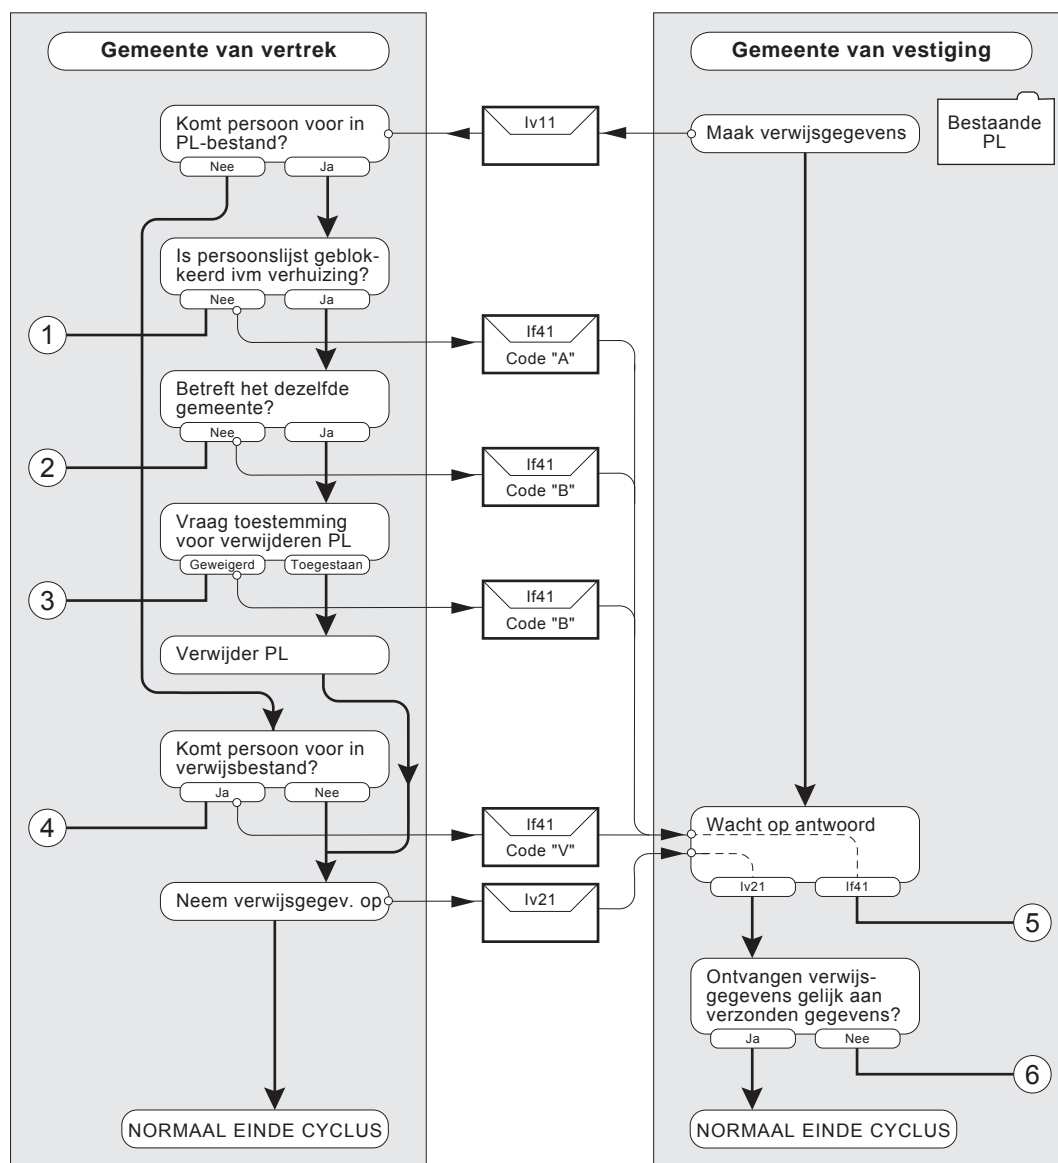 Gemeente van vertrek
Gemeente van vestiging
Komt persoon voor in
PL-bestand?
Nee
Ja
Iv11
Maak verwijsgegevens
Bestaande
PL
Is persoonslijst geblok-
keerd ivm verhuizing?
Nee
Ja
1
If41
Code "A"
Betreft het dezelfde
gemeente?
Nee
Ja
2
If41
Code "B"
Vraag toestemming
voor verwijderen PL
Geweigerd
Toegestaan
3
If41
Code "B"
Verwijder PL
Komt persoon voor in
verwijsbestand?
Ja
Nee
4
If41
Code "V"
Wacht op antwoord
Iv21
If41
5
Neem verwijsgegev. op
Iv21
Ontvangen verwijs-
gegevens gelijk aan
verzonden gegevens?
Ja
Nee
6
NORMAAL EINDE CYCLUS
NORMAAL EINDE CYCLUS